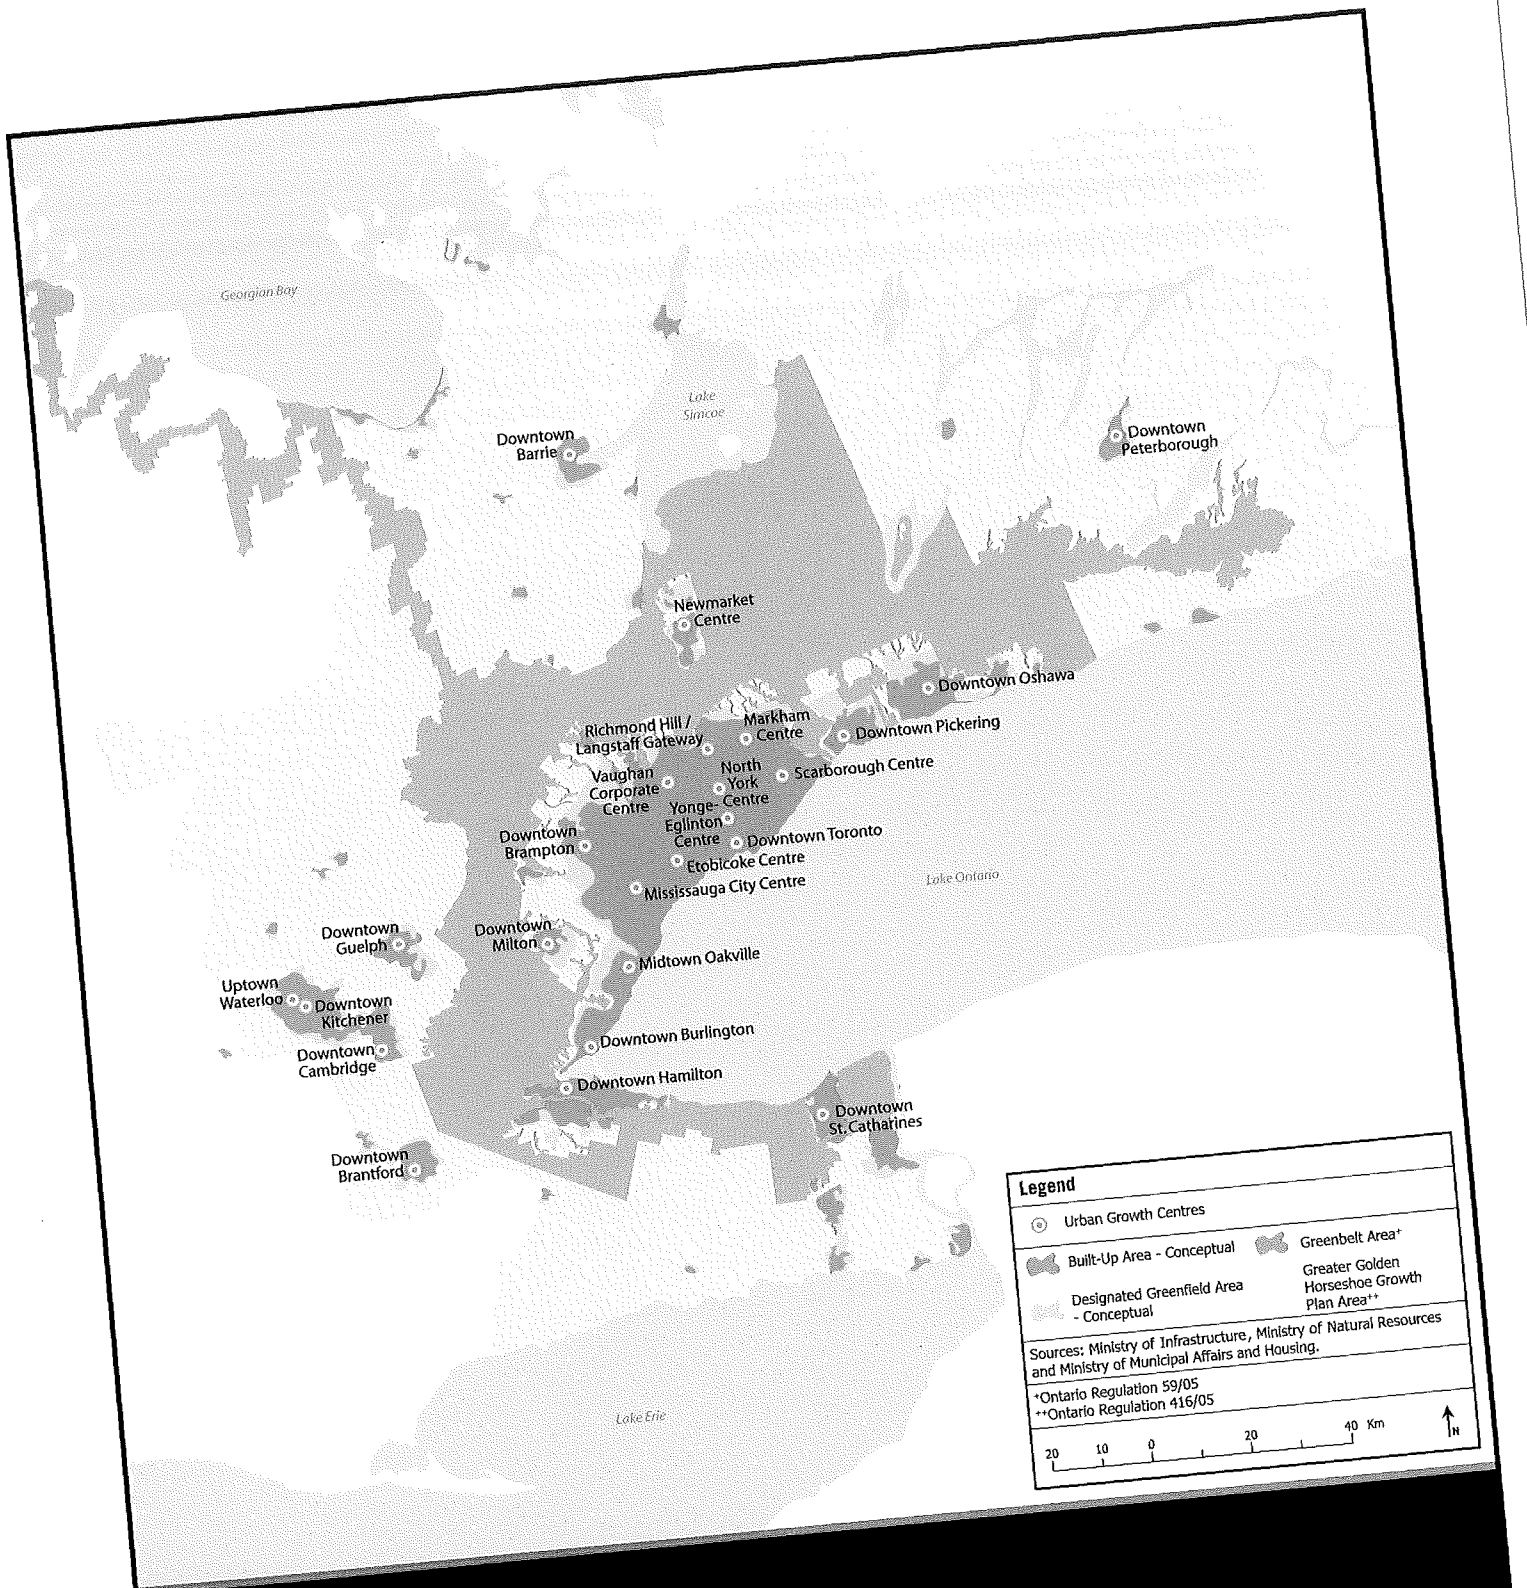 Georgian Bay
Lake
Simcoe
Downtown
Barrie
Downtown
Peterborough
Newmarket
Centre
Downtown Oshawa
Richmond Hill /
Langstaff Gateway
Markham
Centre
Downtown Pickering
Vaughan
Corporate
Centre
North
York
Centre
Scarborough Centre
Yonge-
Eglinton
Centre
Downtown
Brampton
Downtown Toronto
Etobicoke Centre
Mississauga City Centre
Lake Ontario
Downtown
Guelph
Downtown
Milton
Midtown Oakville
Uptown
Waterloo
Downtown
Kitchener
Downtown
Cambridge
Downtown Burlington
Downtown Hamilton
Downtown
St. Catharines
Downtown
Brantford
Lake Erie
Legend
Urban Growth Centres
Built-Up Area - Conceptual
Greenbelt Area+
Designated Greenfield Area
- Conceptual
Greater Golden
Horseshoe Growth
Plan Area++
Sources: Ministry of Infrastructure, Ministry of Natural Resources
and Ministry of Municipal Affairs and Housing.
+Ontario Regulation 59/05
++Ontario Regulation 416/05
20 10 0 20 40 Km
N